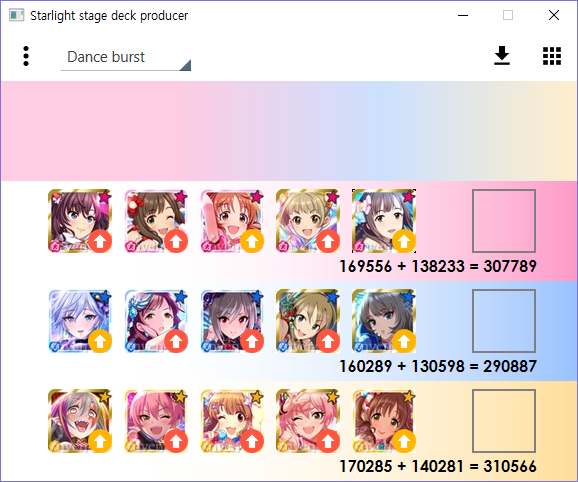 Starlight stage deck producer
Dance burst
169556 + 138233 = 307789
160289 + 130598 = 290887
170285 + 140281 = 310566